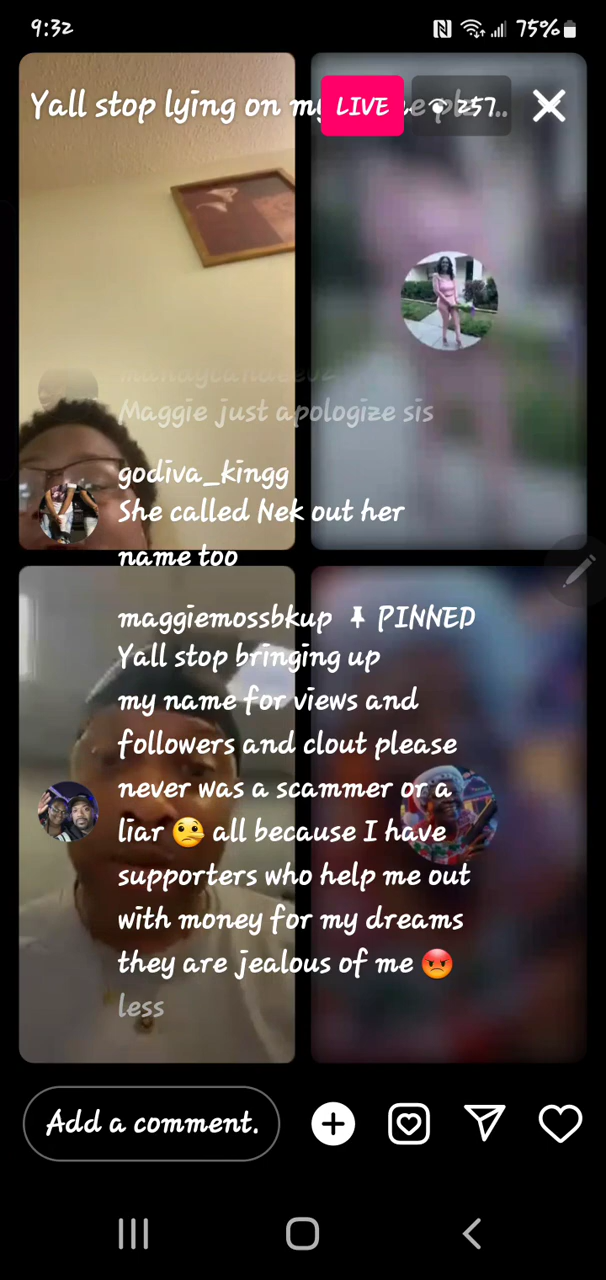 9:32
75%
Yall stop lying on my
LIVE
257..
Maggie just apologize sis
godiva_kingg
She called Nek out her
name too
maggiemossbkup 📌 PINNED
Yall stop bringing up
my name for views and
followers and clout please
never was a scammer or a
liar 🤥 all because I have
supporters who help me out
with money for my dreams
they are jealous of me 😡
less
Add a comment.